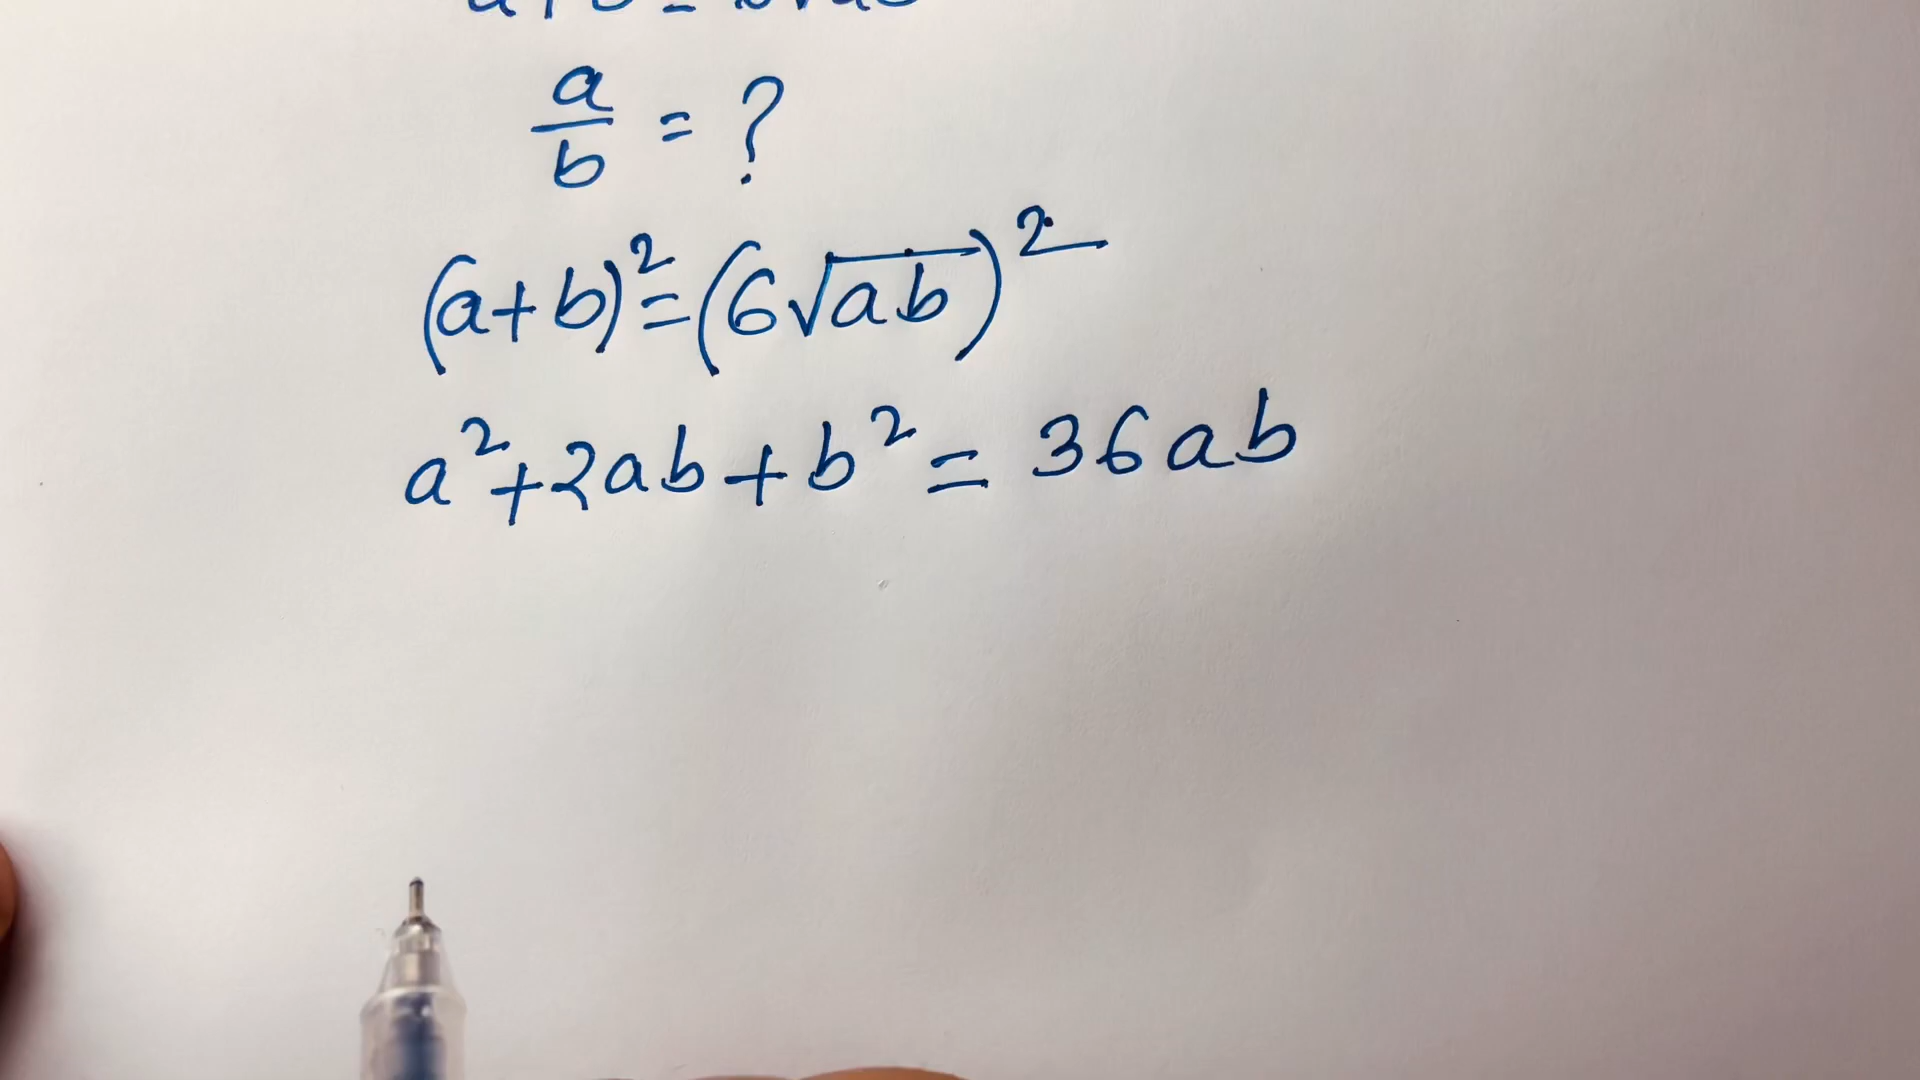 a/b = ?
(a+b)²=(6√ab)²
a²+2ab+b²=36ab